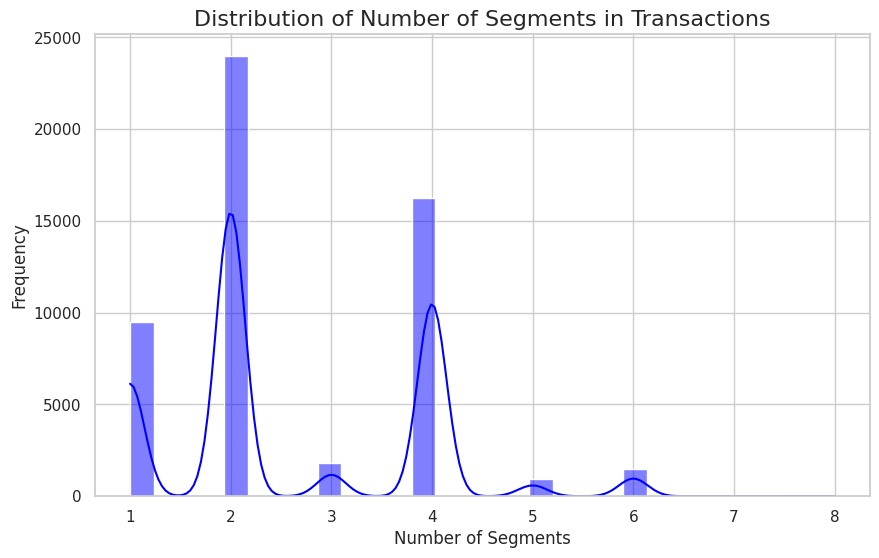 Distribution of Number of Segments in Transactions
25000
20000
15000
10000
5000
0
Frequency
1 2 3 4 5 6 7 8
Number of Segments